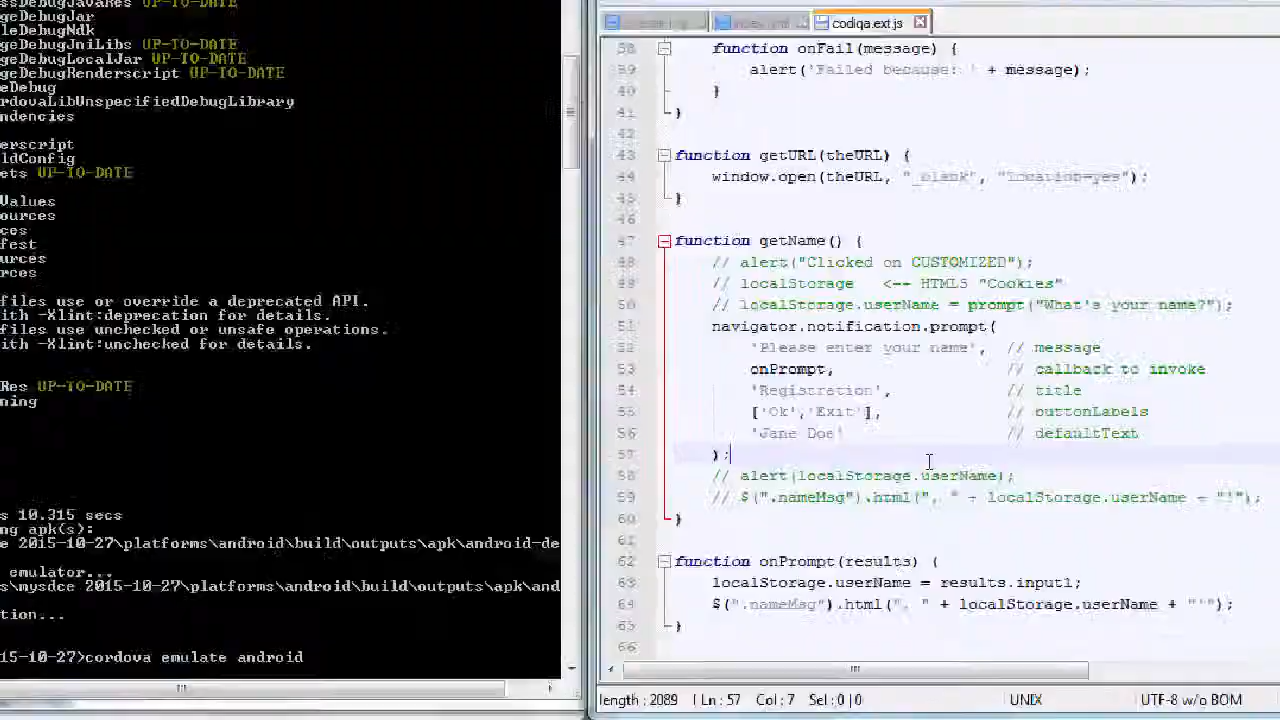 ssDebugJavaRes UP-TO-DATE
geDebugJar
geDebugJniLibs UP-TO-DATE
geDebugLocalJar UP-TO-DATE
geDebugRenderscript UP-TO-DATE
ebug
rdovaLibUnspecifiedDebugLibrary
dencies
script
dConfig
ets UP-TO-DATE
alues
ources
ces
fest
urces
rces
files use or override a deprecated API.
ith -Xlint:deprecation for details.
files use unchecked or unsafe operations.
ith -Xlint:unchecked for details.
Res UP-TO-DATE
ning
s 10.315 secs
ng apk(s):
e 2015-10-27\platforms\android\build\outputs\apk\android-de
emulator...
s\mysdce 2015-10-27\platforms\android\build\outputs\apk\and
tion...
15-10-27>cordova emulate android
codiqa.ext.js
38 function onFail(message) {
39 alert('Failed because: ' + message);
40 }
41 }
42
43 function getURL(theURL) {
44 window.open(theURL, "_blank", "location=yes");
45 }
46
47 function getName() {
48 // alert("Clicked on CUSTOMIZED");
49 // localStorage <-- HTML5 "Cookies"
50 // localStorage.userName = prompt("What's your name?");
51 navigator.notification.prompt(
52 'Please enter your name', // message
53 onPrompt, // callback to invoke
54 'Registration', // title
55 ['Ok','Exit'], // buttonLabels
56 'Jane Doe' // defaultText
57 );
58 // alert(localStorage.userName);
59 // $(".nameMsg").html(", " + localStorage.userName + "!");
60 }
61
62 function onPrompt(results) {
63 localStorage.userName = results.input1;
64 $(".nameMsg").html(", " + localStorage.userName + "!");
65 }
66
length : 2089 Ln : 57 Col : 7 Sel : 0 | 0 UNIX UTF-8 w/o BOM